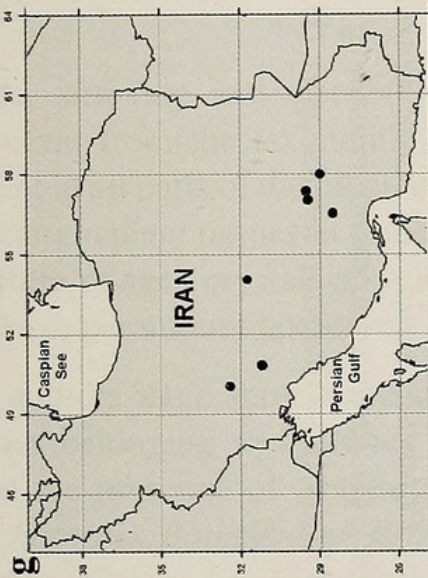 g
Caspian
See
IRAN
Persian
Gulf
38
35
32
29
26
46 49 52 55 58 61 64